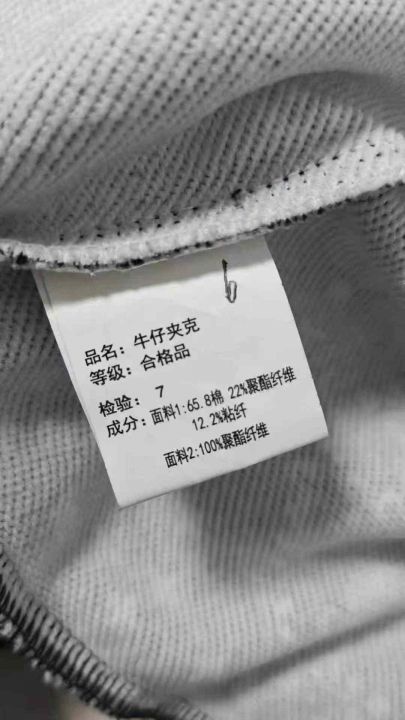 6
品名：牛仔夹克
等级：合格品
检验：7
成分：面料1:65.8棉 22%聚酯纤维
12.2%粘纤
面料2:100%聚酯纤维